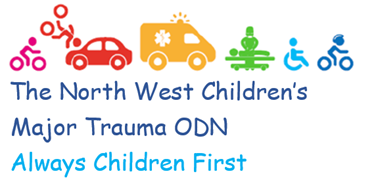 The North West Children's
Major Trauma ODN
Always Children First